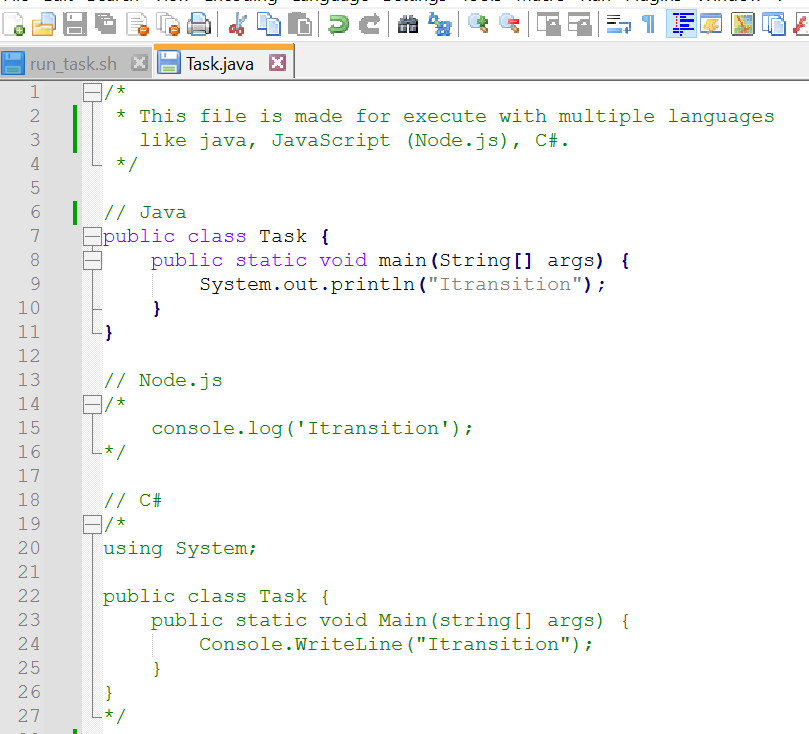 run_task.sh Task.java
1 /*
2 * This file is made for execute with multiple languages
3 like java, JavaScript (Node.js), C#.
4 */
5
6 // Java
7 public class Task {
8 public static void main(String[] args) {
9 System.out.println("Itransition");
10 }
11 }
12
13 // Node.js
14 /*
15 console.log('Itransition');
16 */
17
18 // C#
19 /*
20 using System;
21
22 public class Task {
23 public static void Main(string[] args) {
24 Console.WriteLine("Itransition");
25 }
26 }
27 */